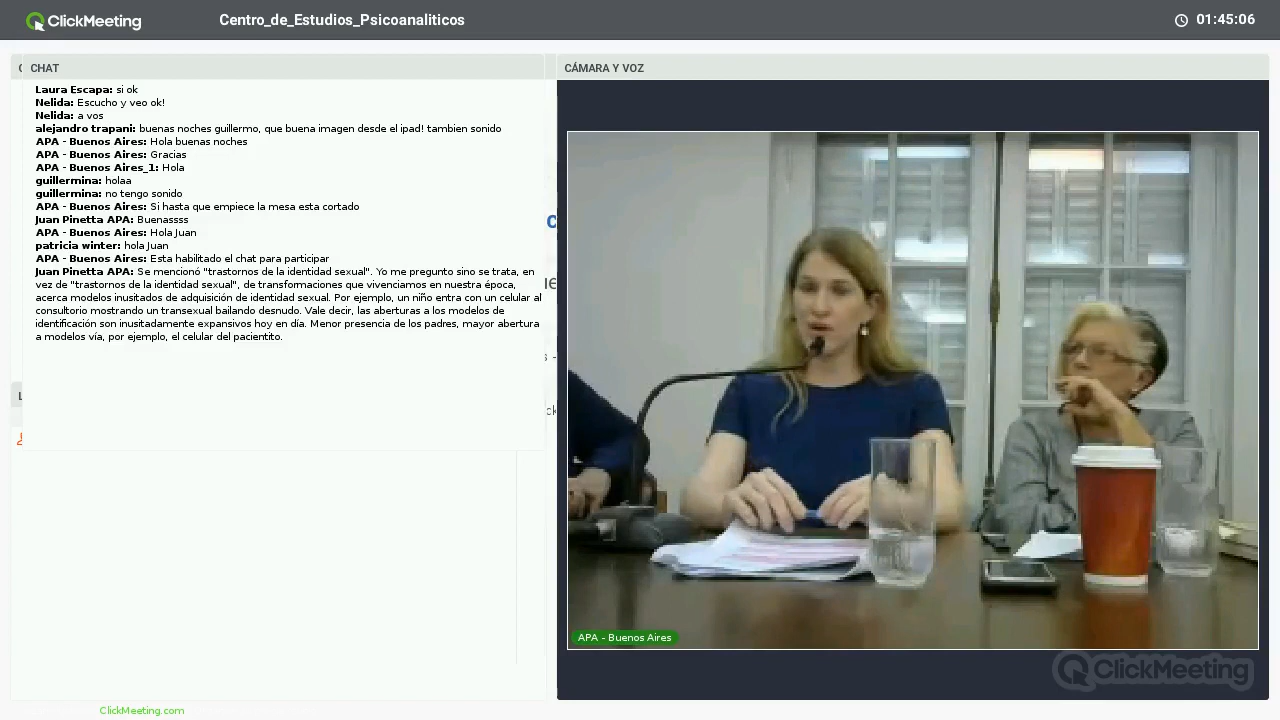 ClickMeeting
Centro_de_Estudios_Psicoanaliticos
01:45:06
CHAT
CÁMARA Y VOZ
Laura Escapa: si ok
Nelida: Escucho y veo ok!
Nelida: a vos
alejandro trapani: buenas noches guillermo, que buena imagen desde el ipad! tambien sonido
APA - Buenos Aires: Hola buenas noches
APA - Buenos Aires: Gracias
APA - Buenos Aires_1: Hola
guillermina: holaa
guillermina: no tengo sonido
APA - Buenos Aires: Si hasta que empiece la mesa esta cortado
Juan Pinetta APA: Buenassss
APA - Buenos Aires: Hola Juan
patricia winter: hola Juan
APA - Buenos Aires: Esta habilitado el chat para participar
Juan Pinetta APA: Se mencionó "trastornos de la identidad sexual". Yo me pregunto sino se trata, en
vez de "trastornos de la identidad sexual", de transformaciones que vivenciamos en nuestra época,
acerca modelos inusitados de adquisición de identidad sexual. Por ejemplo, un niño entra con un celular al
consultorio mostrando un transexual bailando desnudo. Vale decir, las aberturas a los modelos de
identificación son inusitadamente expansivos hoy en día. Menor presencia de los padres, mayor abertura
a modelos vía, por ejemplo, el celular del pacientito.
APA - Buenos Aires
ClickMeeting
ClickMeeting.com